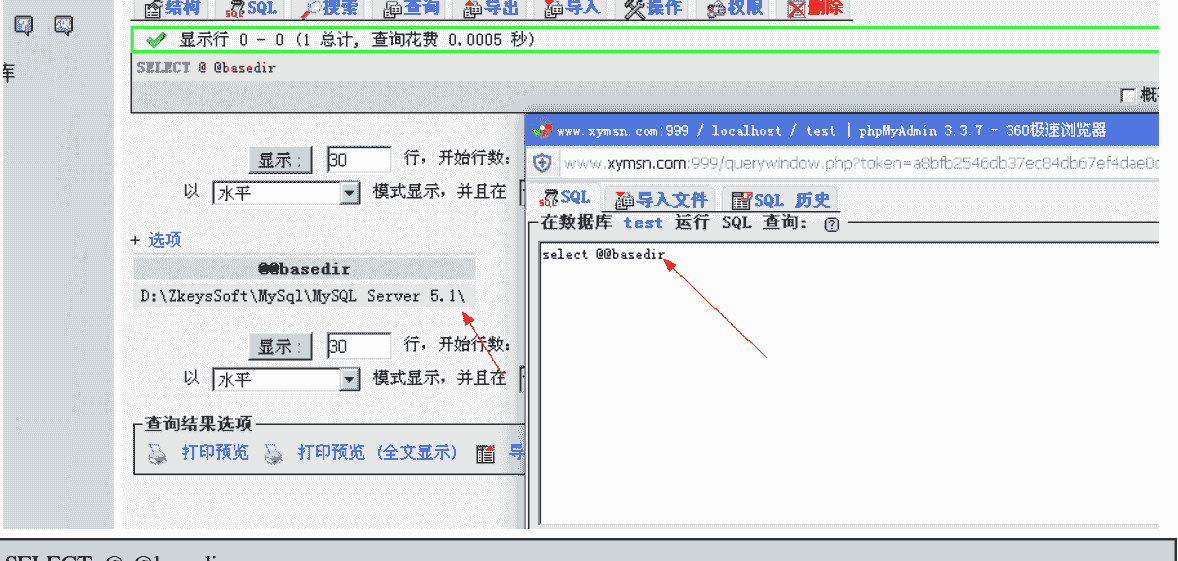 结构 SQL 搜索 查询 导出 导入 操作 权限 删除
显示行 0 - 0 (1 总计, 查询花费 0.0005 秒)
库
SELECT @ @basedir
显示: 30 行, 开始行数:
以 水平 模式显示, 并且在
+ 选项
@@basedir
D:\ZkeysSoft\MySql\MySQL Server 5.1\
显示: 30 行, 开始行数:
以 水平 模式显示, 并且在
查询结果选项
打印预览 打印预览 (全文显示) 导
www.xymsn.com:999 / localhost / test | phpMyAdmin 3.3.7 - 360极速浏览器
www.xymsn.com:999/querywindow.php?token=a8bfb2546db37ec84db67ef4dae0
SQL 导入文件 SQL 历史
在数据库 test 运行 SQL 查询:
select @@basedir